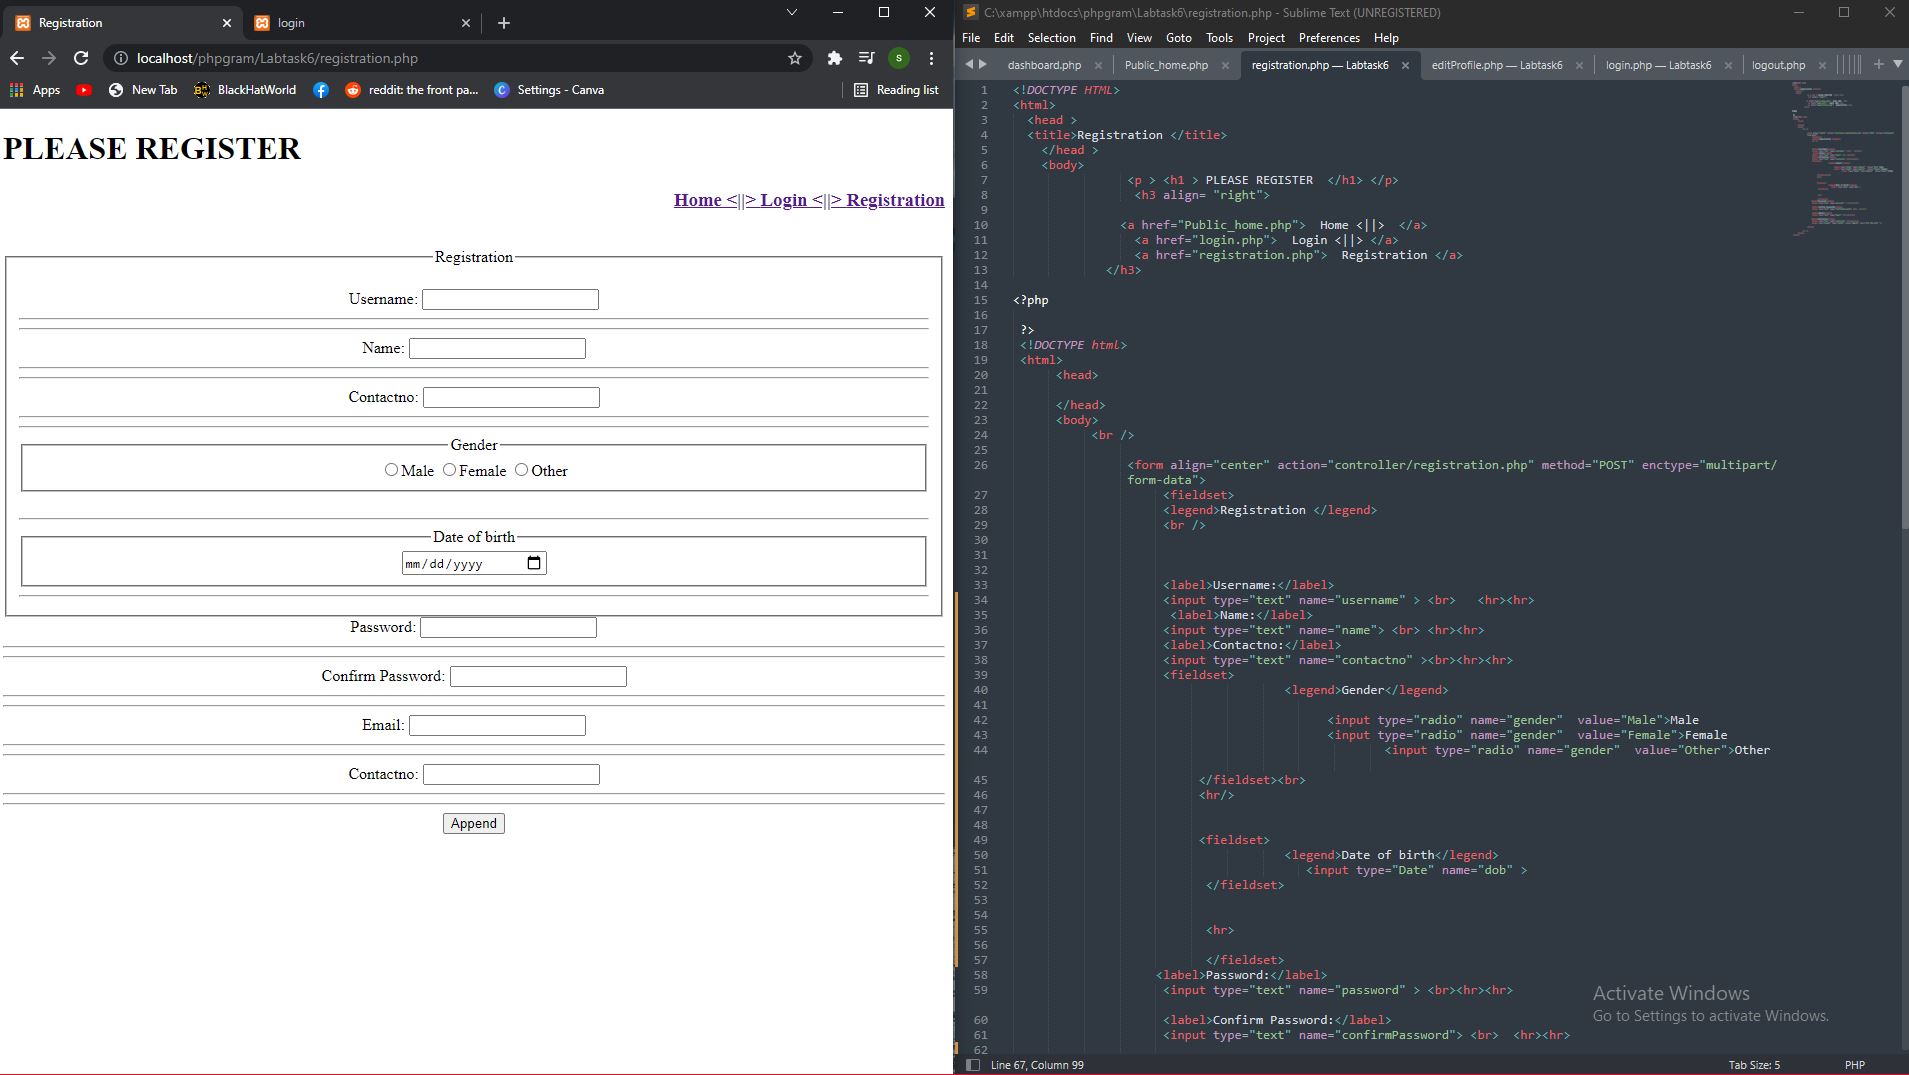 Registration
login
localhost/phpgram/Labtask6/registration.php
S
Apps
New Tab
BlackHatWorld
reddit: the front pa...
Settings - Canva
Reading list
PLEASE REGISTER
Home <||> Login <||> Registration
Registration
Username:
Name:
Contactno:
Gender
Male Female Other
Date of birth
mm/dd/yyyy
Password:
Confirm Password:
Email:
Contactno:
Append
C:\xampp\htdocs\phpgram\Labtask6\registration.php - Sublime Text (UNREGISTERED)
File Edit Selection Find View Goto Tools Project Preferences Help
dashboard.php
Public_home.php
registration.php — Labtask6
editProfile.php — Labtask6
login.php — Labtask6
logout.php
1 <!DOCTYPE HTML>
2 <html>
3 <head >
4 <title>Registration </title>
5 </head >
6 <body>
7 <p > <h1 > PLEASE REGISTER </h1> </p>
8 <h3 align= "right">
9
10 <a href="Public_home.php"> Home <||> </a>
11 <a href="login.php"> Login <||> </a>
12 <a href="registration.php"> Registration </a>
13 </h3>
14
15 <?php
16
17 ?>
18 <!DOCTYPE html>
19 <html>
20 <head>
21
22 </head>
23 <body>
24 <br />
25
26 <form align="center" action="controller/registration.php" method="POST" enctype="multipart/
form-data">
27 <fieldset>
28 <legend>Registration </legend>
29 <br />
30
31
32
33 <label>Username:</label>
34 <input type="text" name="username" > <br> <hr><hr>
35 <label>Name:</label>
36 <input type="text" name="name"> <br> <hr><hr>
37 <label>Contactno:</label>
38 <input type="text" name="contactno" ><br><hr><hr>
39 <fieldset>
40 <legend>Gender</legend>
41
42 <input type="radio" name="gender" value="Male">Male
43 <input type="radio" name="gender" value="Female">Female
44 <input type="radio" name="gender" value="Other">Other
45 </fieldset><br>
46 <hr/>
47
48
49 <fieldset>
50 <legend>Date of birth</legend>
51 <input type="Date" name="dob" >
52 </fieldset>
53
54
55 <hr>
56
57 </fieldset>
58 <label>Password:</label>
59 <input type="text" name="password" > <br><hr><hr>
60 <label>Confirm Password:</label>
61 <input type="text" name="confirmPassword"> <br> <hr><hr>
62
Activate Windows
Go to Settings to activate Windows.
Line 67, Column 99
Tab Size: 5
PHP